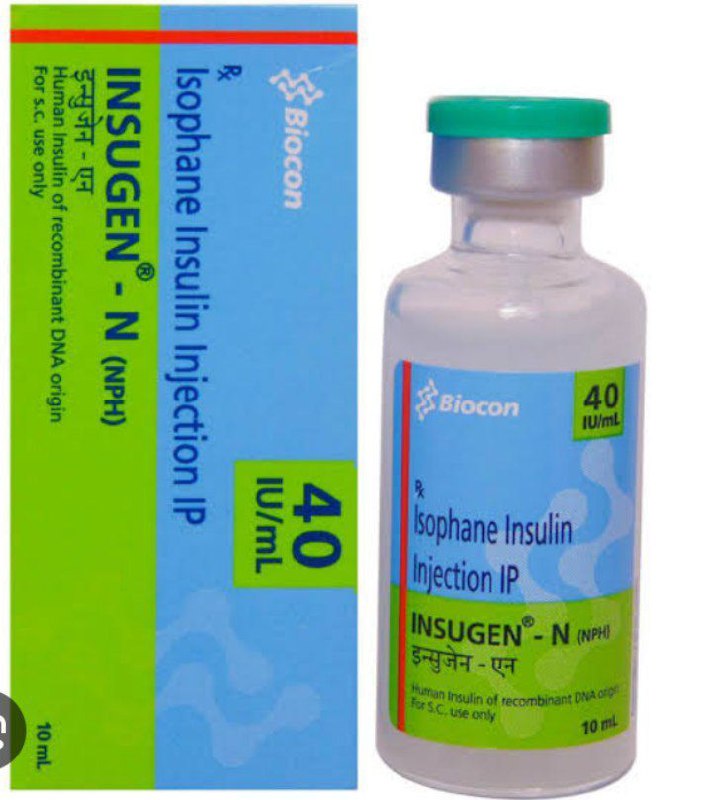 Biocon
Rx
Isophane Insulin Injection IP
40
IU/mL
INSUGEN® - N (NPH)
इन्सुजेन - एन
Human Insulin of recombinant DNA origin
For s.c. use only
10 mL
Biocon
40
IU/mL
Rx
Isophane Insulin
Injection IP
INSUGEN® - N (NPH)
इन्सुजेन - एन
Human Insulin of recombinant DNA origin
For S.C. use only
10 mL